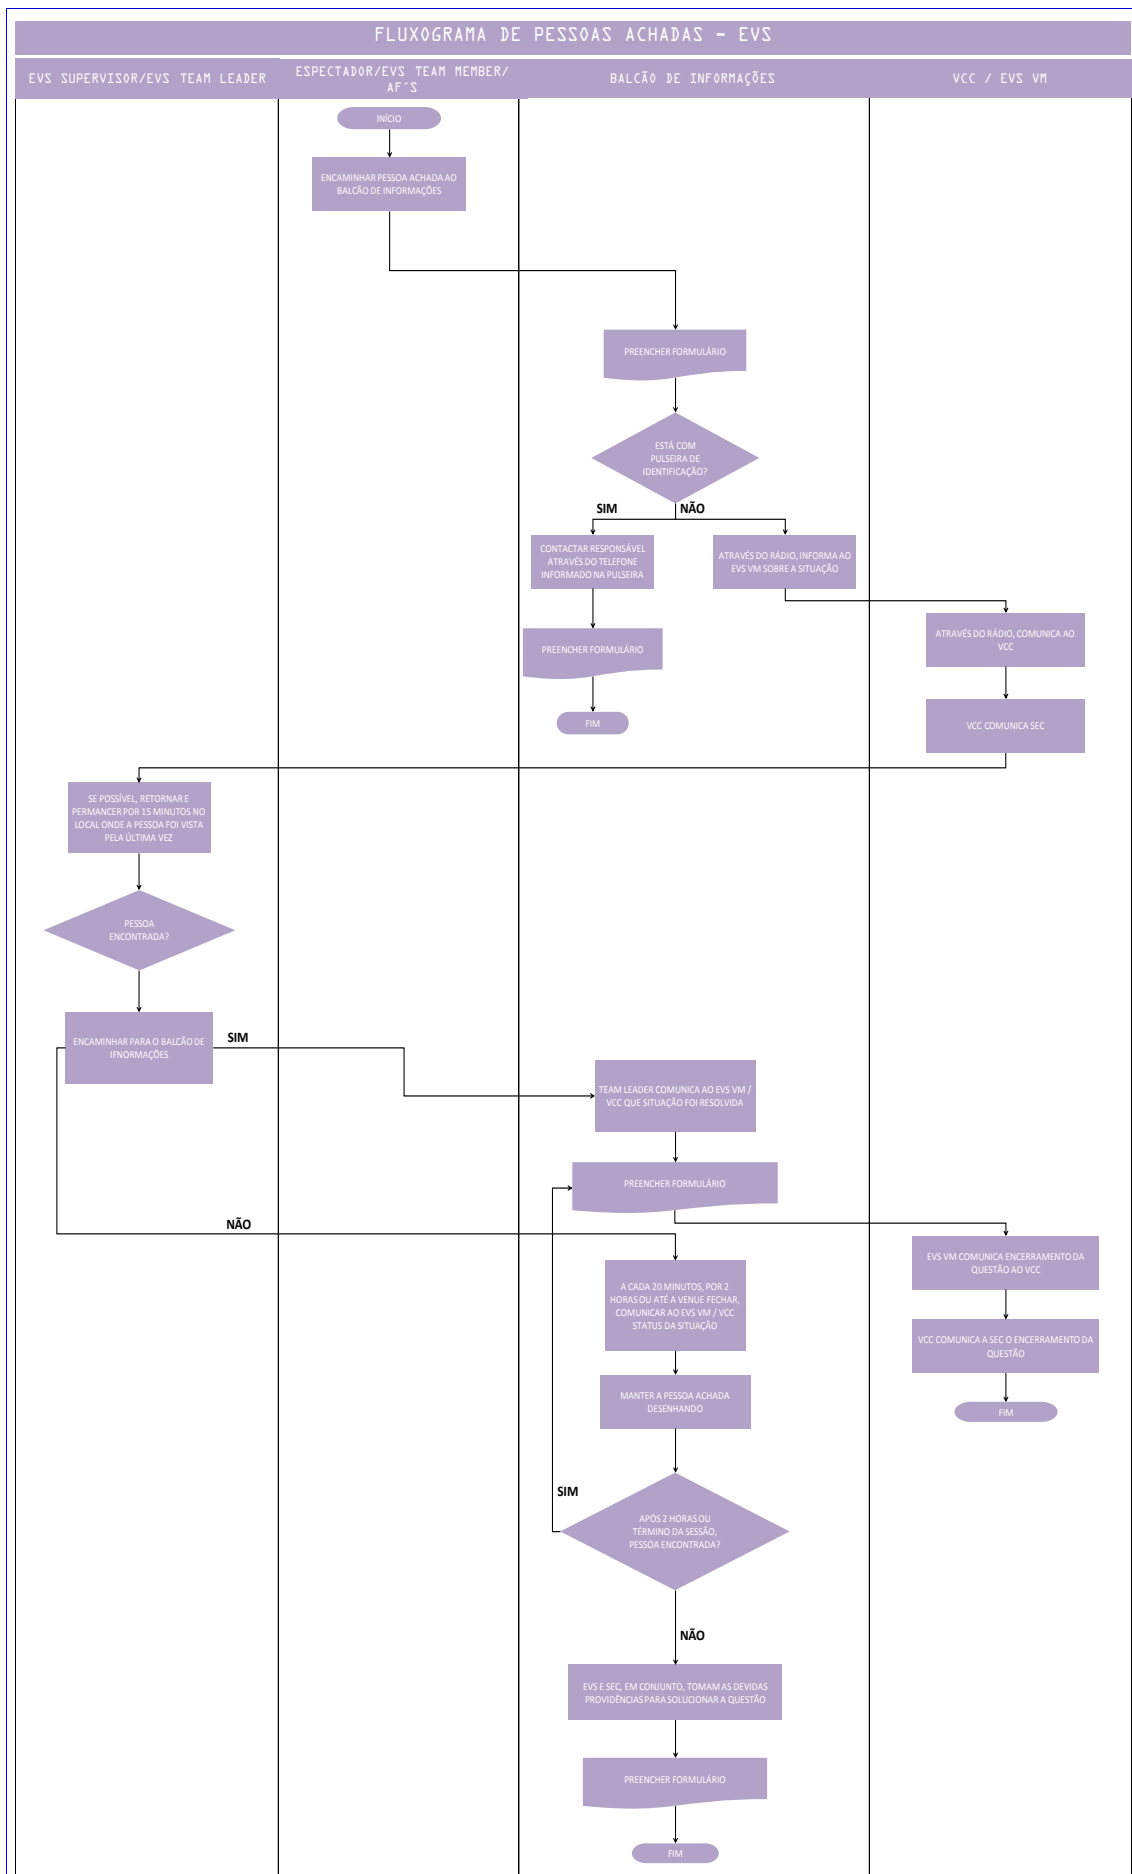 FLUXOGRAMA DE PESSOAS ACHADAS - EVS
EVS SUPERVISOR/EVS TEAM LEADER
ESPECTADOR/EVS TEAM MEMBER/
AF´S
BALCÃO DE INFORMAÇÕES
VCC / EVS VM
INÍCIO
ENCAMINHAR PESSOA ACHADA AO
BALCÃO DE INFORMAÇÕES
PREENCHER FORMULÁRIO
ESTÁ COM
PULSEIRA DE
IDENTIFICAÇÃO?
SIM
NÃO
CONTACTAR RESPONSÁVEL
ATRAVÉS DO TELEFONE
INFORMADO NA PULSEIRA
ATRAVÉS DO RÁDIO, INFORMA AO
EVS VM SOBRE A SITUAÇÃO
PREENCHER FORMULÁRIO
FIM
ATRAVÉS DO RÁDIO, COMUNICA AO
VCC
VCC COMUNICA SEC
SE POSSÍVEL, RETORNAR E
PERMANCER POR 15 MINUTOS NO
LOCAL ONDE A PESSOA FOI VISTA
PELA ÚLTIMA VEZ
PESSOA
ENCONTRADA?
ENCAMINHAR PARA O BALCÃO DE
IFNORMAÇÕES
SIM
TEAM LEADER COMUNICA AO EVS VM /
VCC QUE SITUAÇÃO FOI RESOLVIDA
PREENCHER FORMULÁRIO
NÃO
EVS VM COMUNICA ENCERRAMENTO DA
QUESTÃO AO VCC
A CADA 20 MINUTOS, POR 2
HORAS OU ATÉ A VENUE FECHAR,
COMUNICAR AO EVS VM / VCC
STATUS DA SITUAÇÃO
VCC COMUNICA A SEC O ENCERRAMENTO DA
QUESTÃO
MANTER A PESSOA ACHADA
DESENHANDO
FIM
SIM
APÓS 2 HORAS OU
TÉRMINO DA SESSÃO,
PESSOA ENCONTRADA?
NÃO
EVS E SEC, EM CONJUNTO, TOMAM AS DEVIDAS
PROVIDÊNCIAS PARA SOLUCIONAR A QUESTÃO
PREENCHER FORMULÁRIO
FIM